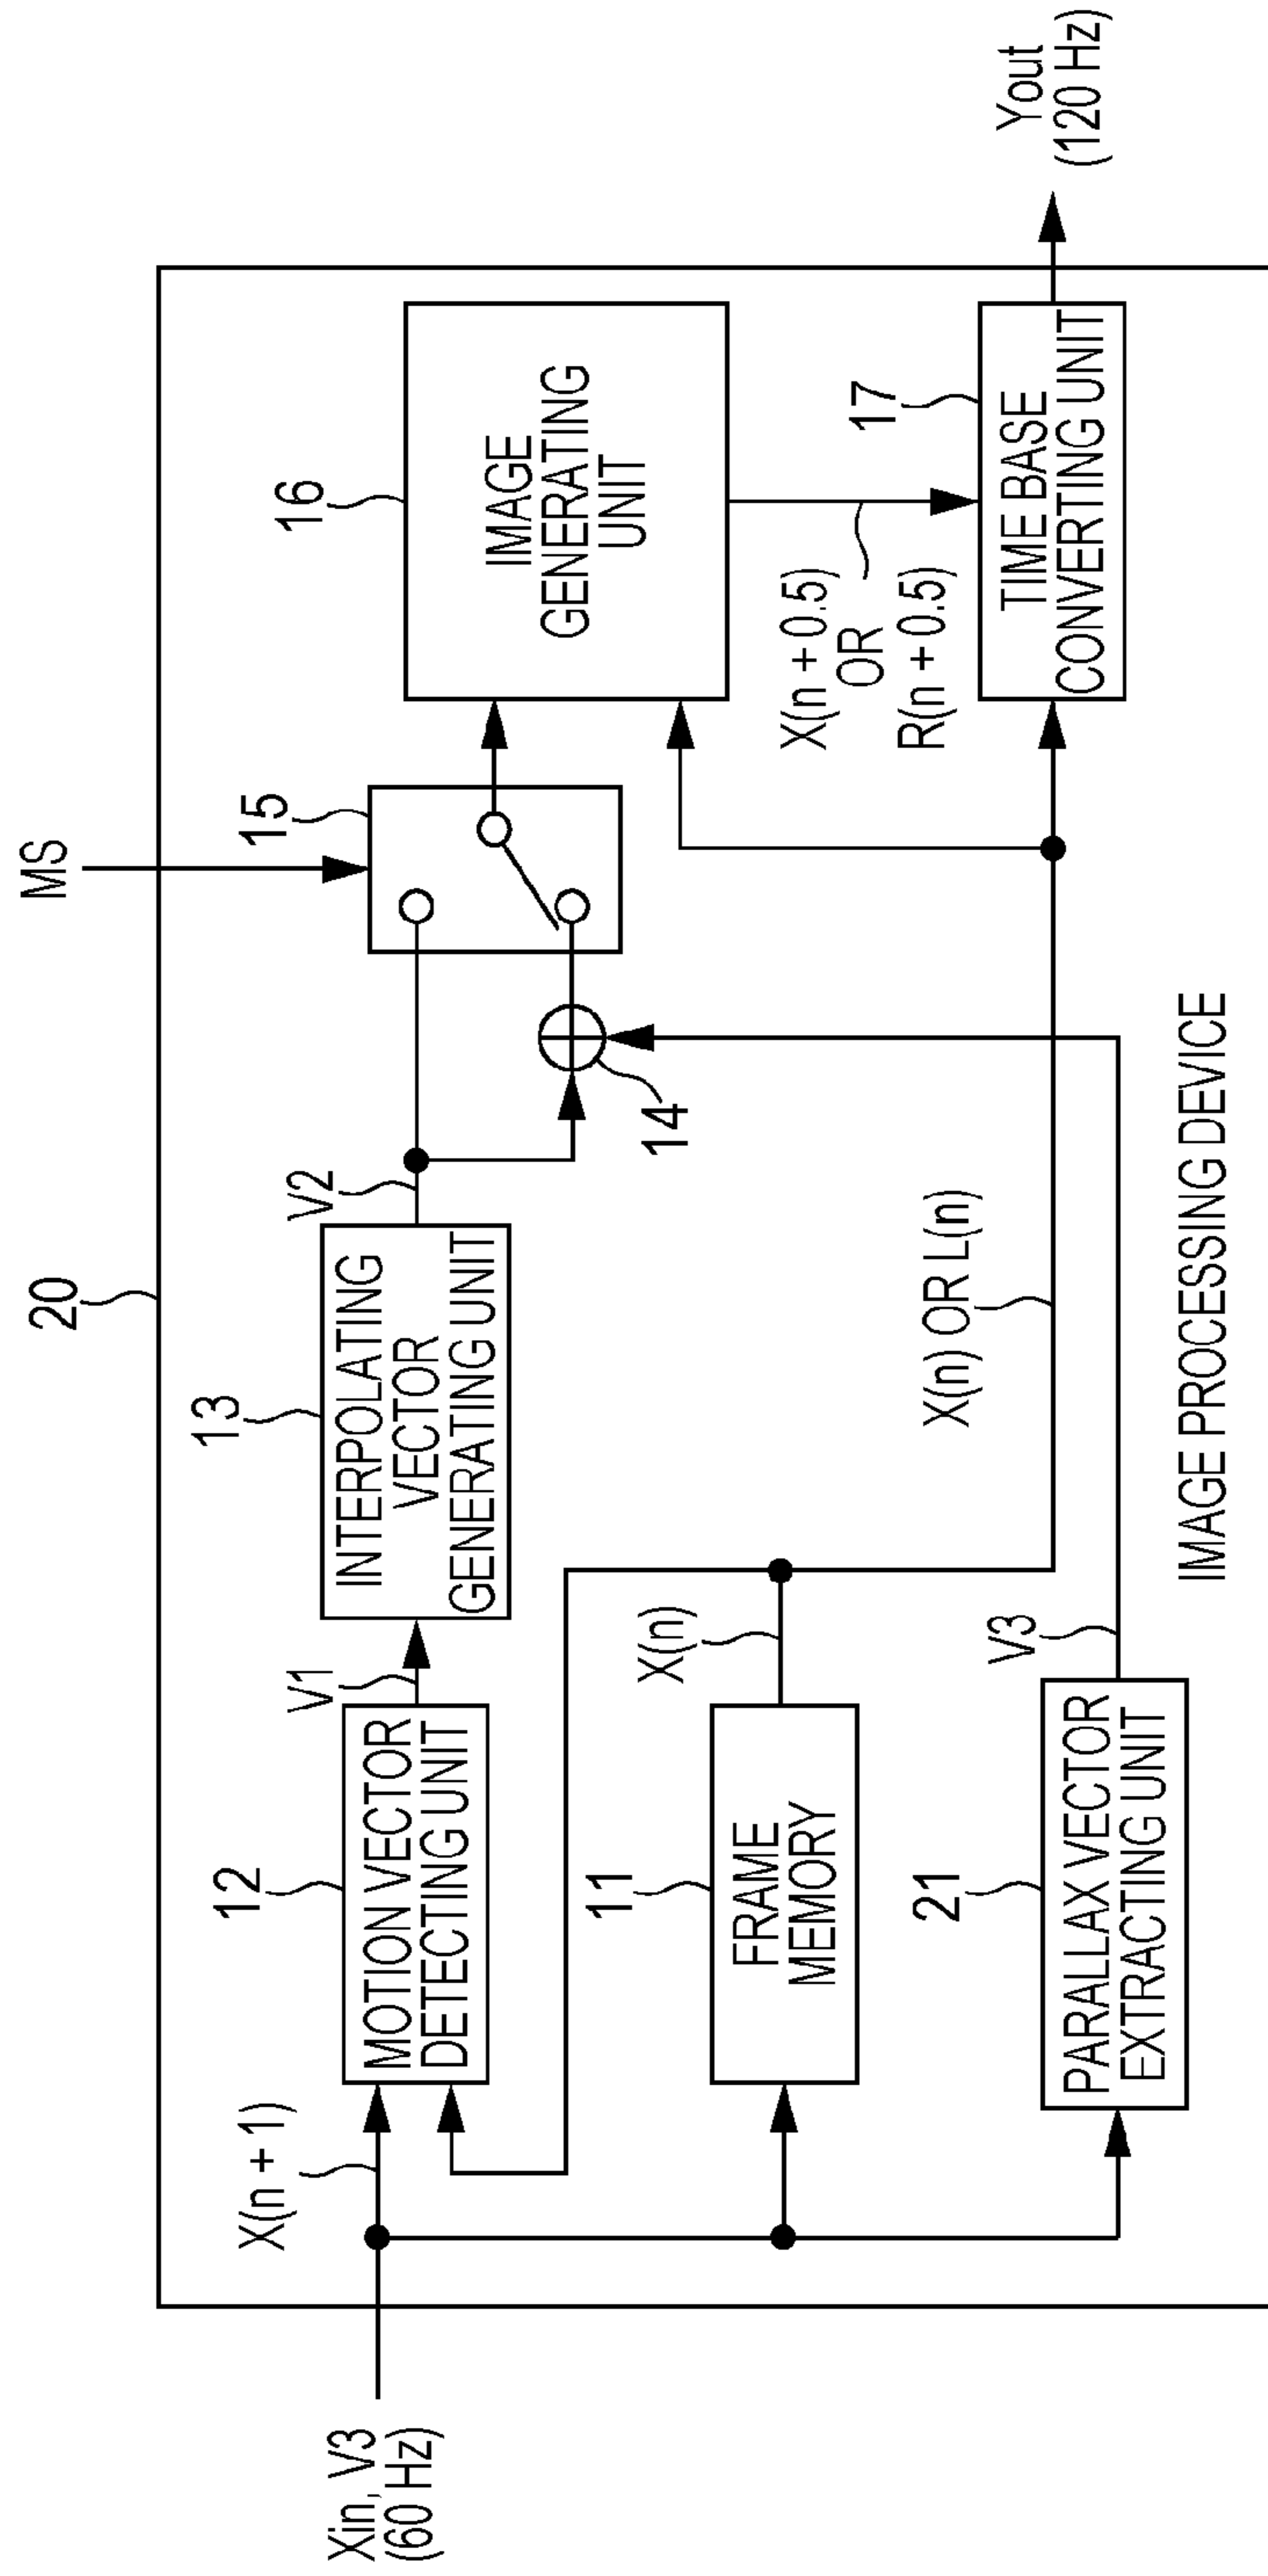 MS
20
Xin, V3
(60 Hz)
X(n + 1)
12
MOTION VECTOR
DETECTING UNIT
V1
13
INTERPOLATING
VECTOR
GENERATING UNIT
V2
14
15
16
IMAGE
GENERATING
UNIT
11
FRAME
MEMORY
X(n)
X(n) OR L(n)
X(n + 0.5)
OR
R(n + 0.5)
17
TIME BASE
CONVERTING UNIT
Yout
(120 Hz)
21
PARALLAX VECTOR
EXTRACTING UNIT
V3
IMAGE PROCESSING DEVICE